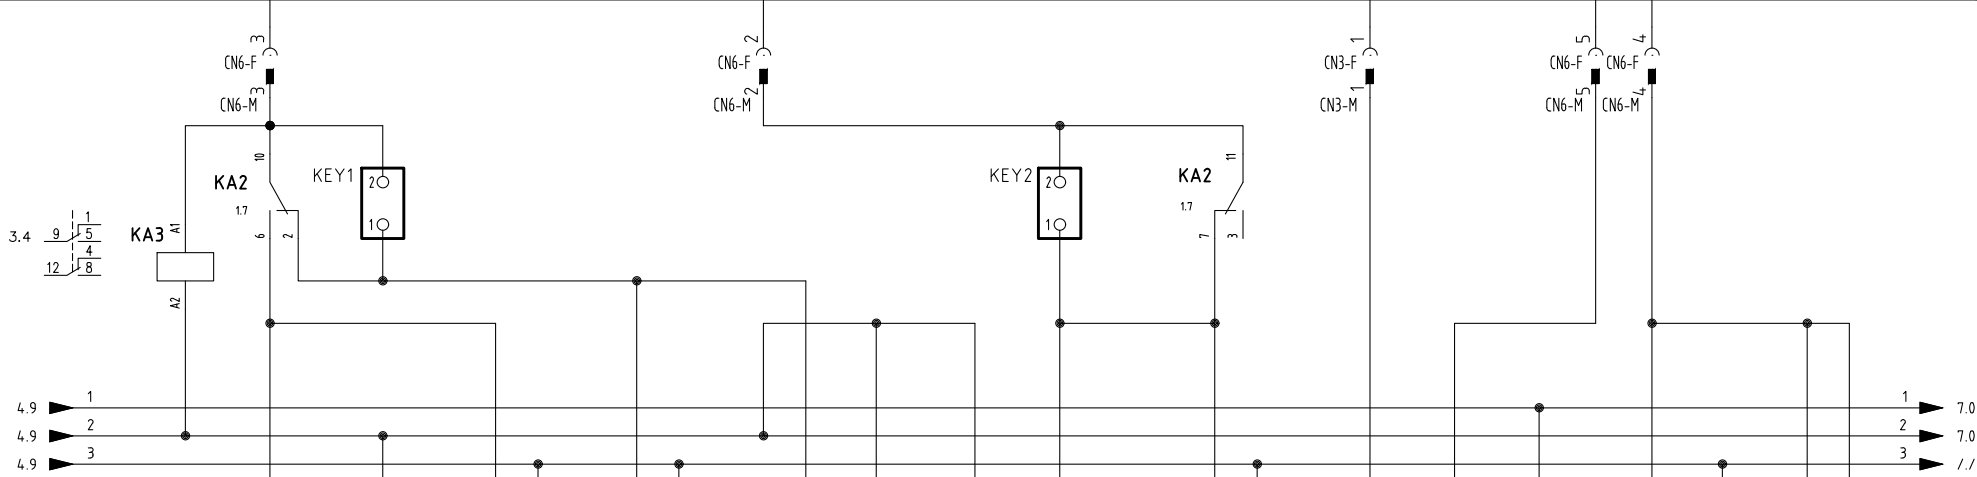 3 2 1 5 4
CN6-F CN6-F CN3-F CN6-F CN6-F
3 2 1 5 4
CN6-M CN6-M CN3-M CN6-M CN6-M
10 11
KA2 KEY1 2 KEY2 2 KA2
1.7 1.7
1 1
3.4 9 5 KA3 A1 6 2 1 1 7 3
4
12 8
A2
4.9 1 1 7.0
4.9 2 2 7.0
4.9 3 3 /./